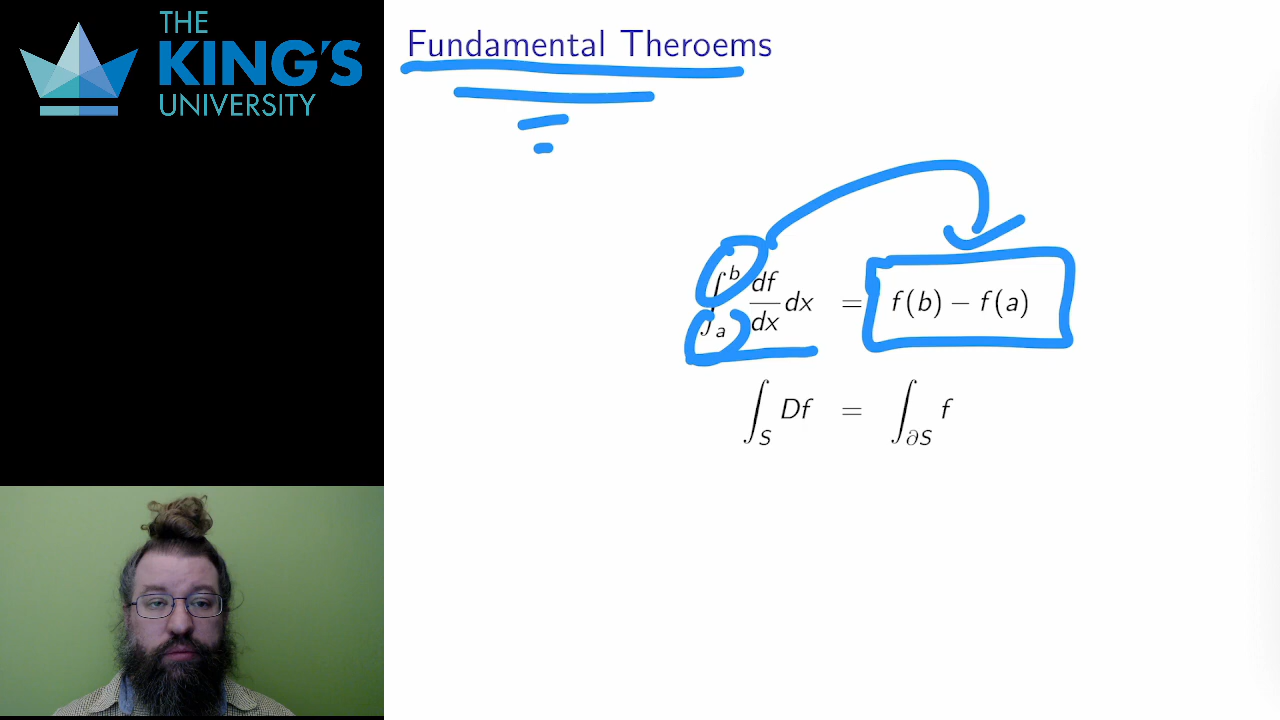 THE
KING'S
UNIVERSITY
Fundamental Theroems
∫_a^b df/dx dx = f(b) − f(a)
∫_S Df = ∫_∂S f